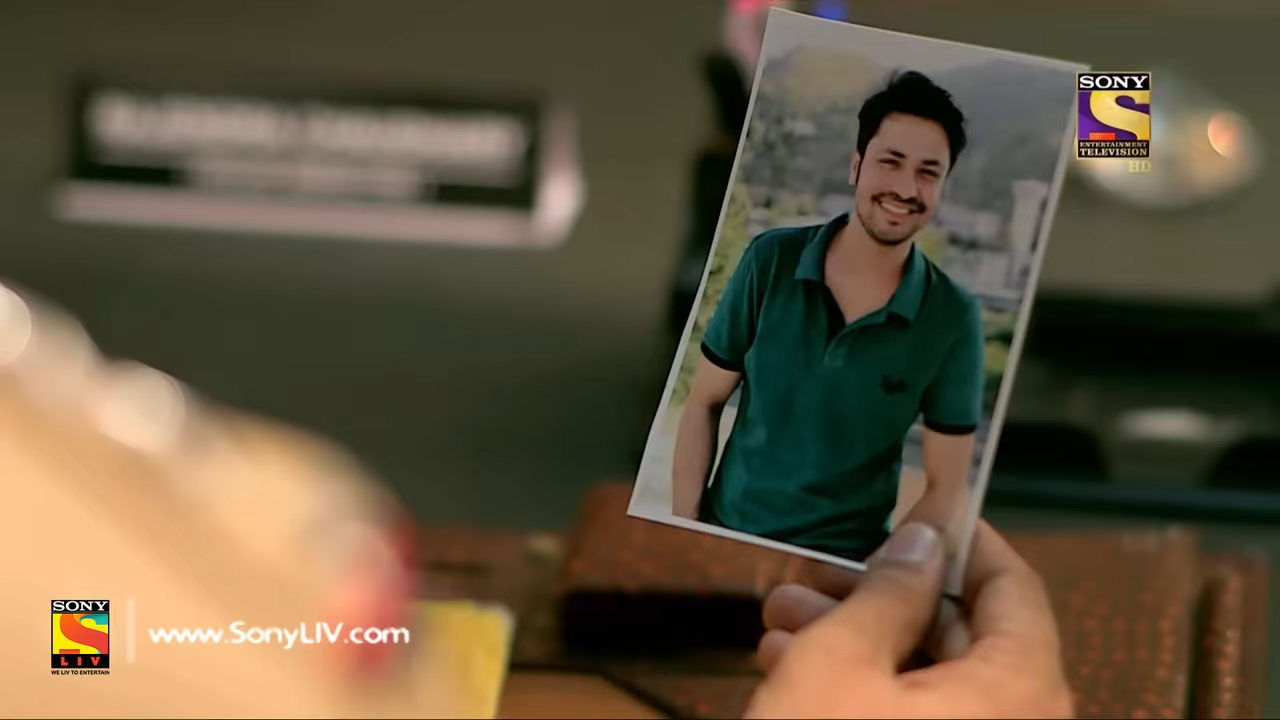 SONY
ENTERTAINMENT
TELEVISION
HD
SONY
LIV
WE LIV TO ENTERTAIN
www.SonyLIV.com